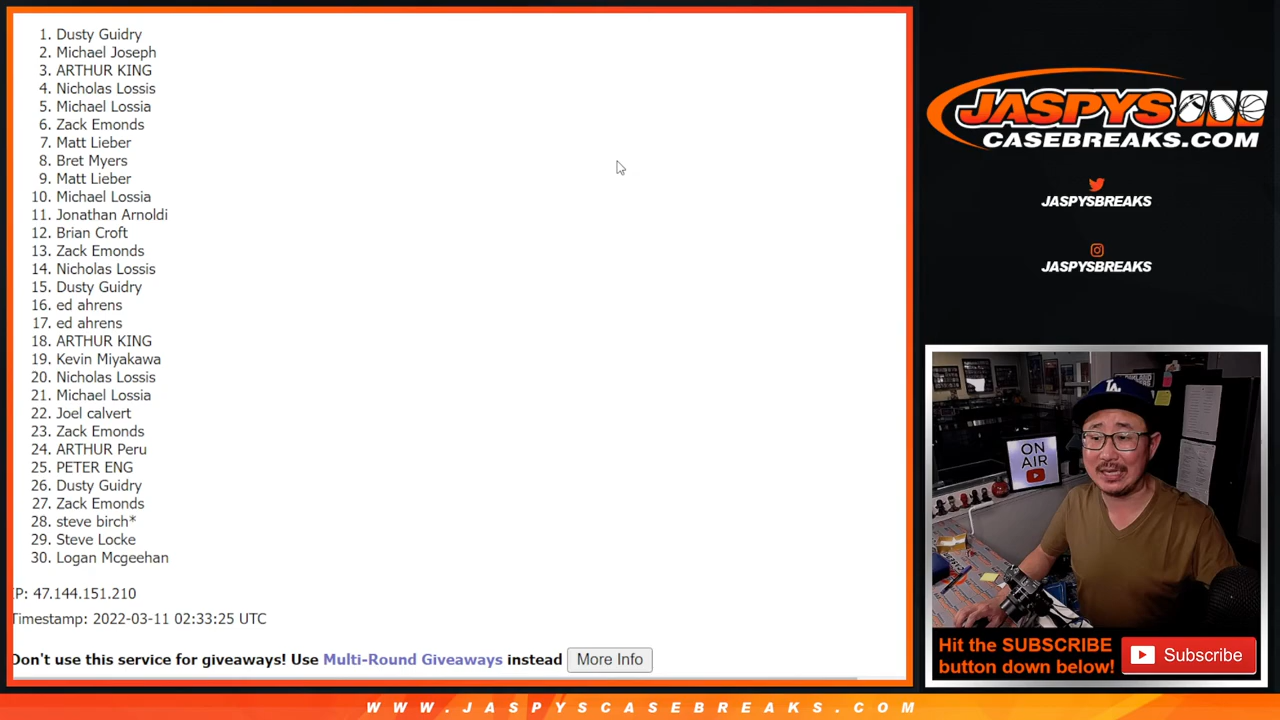 1. Dusty Guidry
2. Michael Joseph
3. ARTHUR KING
4. Nicholas Lossis
5. Michael Lossia
6. Zack Emonds
7. Matt Lieber
8. Bret Myers
9. Matt Lieber
10. Michael Lossia
11. Jonathan Arnoldi
12. Brian Croft
13. Zack Emonds
14. Nicholas Lossis
15. Dusty Guidry
16. ed ahrens
17. ed ahrens
18. ARTHUR KING
19. Kevin Miyakawa
20. Nicholas Lossis
21. Michael Lossia
22. Joel calvert
23. Zack Emonds
24. ARTHUR Peru
25. PETER ENG
26. Dusty Guidry
27. Zack Emonds
28. steve birch*
29. Steve Locke
30. Logan Mcgeehan
IP: 47.144.151.210
Timestamp: 2022-03-11 02:33:25 UTC
Don't use this service for giveaways! Use Multi-Round Giveaways instead More Info
JASPYS
CASEBREAKS.COM
JASPYSBREAKS
JASPYSBREAKS
LA
ON
AIR
Hit the SUBSCRIBE
button down below!
Subscribe
WWW.JASPYSCASEBREAKS.COM